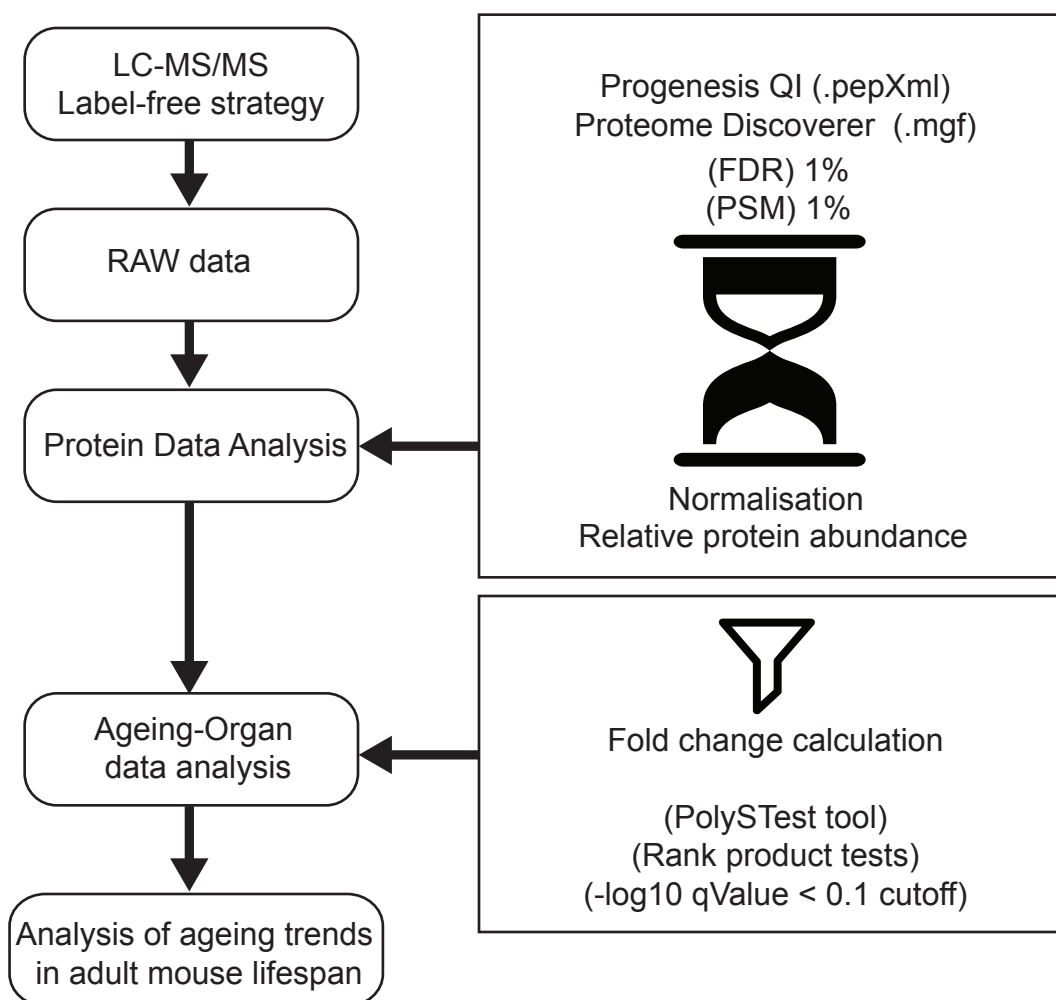 LC-MS/MS
Label-free strategy
RAW data
Protein Data Analysis
Ageing-Organ
data analysis
Analysis of ageing trends
in adult mouse lifespan
Progenesis QI (.pepXml)
Proteome Discoverer (.mgf)
(FDR) 1%
(PSM) 1%
Normalisation
Relative protein abundance
Fold change calculation
(PolySTest tool)
(Rank product tests)
(-log10 qValue < 0.1 cutoff)